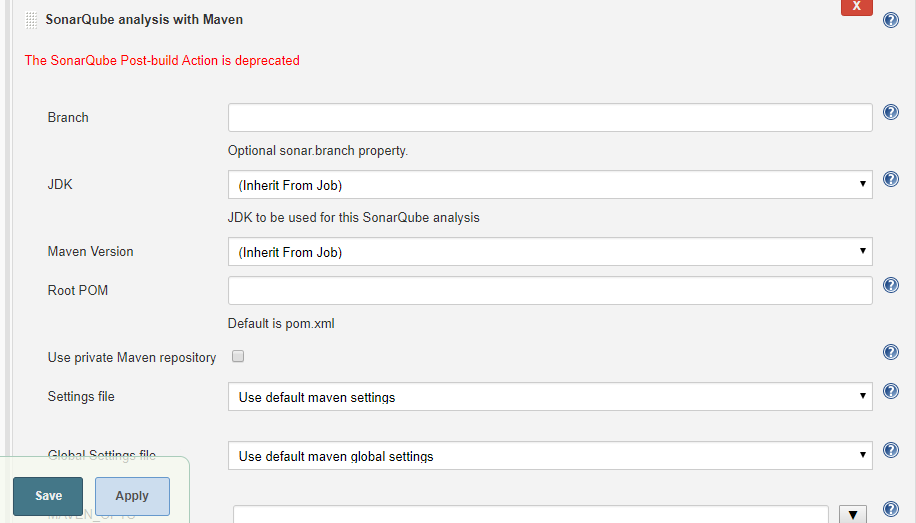 SonarQube analysis with Maven
X
?
The SonarQube Post-build Action is deprecated
Branch
?
Optional sonar.branch property.
JDK
(Inherit From Job)
?
JDK to be used for this SonarQube analysis
Maven Version
(Inherit From Job)
Root POM
?
Default is pom.xml
Use private Maven repository
?
Settings file
Use default maven settings
?
Global Settings file
Use default maven global settings
?
Save
Apply
MAVEN_OPTS
?